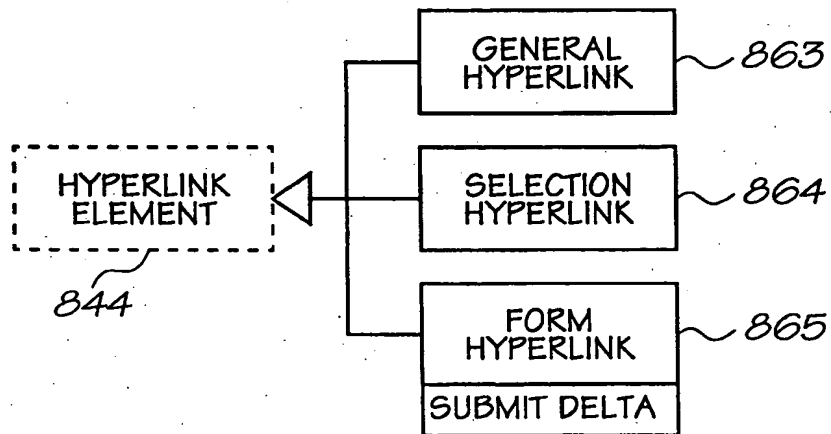 GENERAL
HYPERLINK
863
HYPERLINK
ELEMENT
844
SELECTION
HYPERLINK
864
FORM
HYPERLINK
865
SUBMIT DELTA